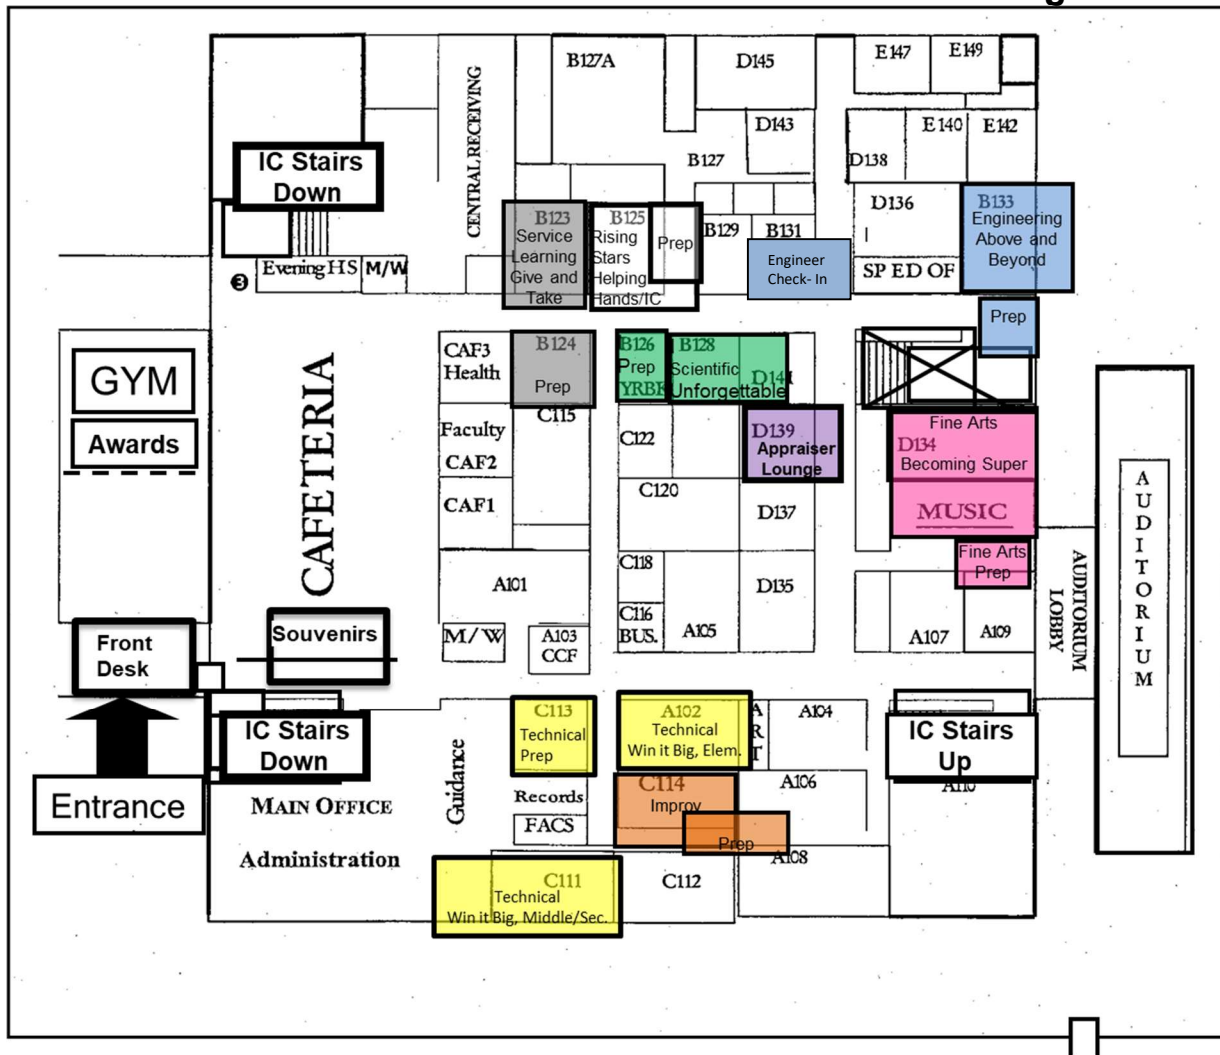 B127A
D145
E147
E149
CENTRAL RECEIVING
D143
E140
E142
IC Stairs
Down
B127
D138
D136
B133
Engineering
Above and
Beyond
B123
Service
Learning
Give and
Take
B125
Rising
Stars
Helping
Hands/IC
Prep
B129
B131
Engineer
Check- In
SP ED OF
❸
Evening HS
M/W
Prep
GYM
Awards
CAFETERIA
CAF3
Health
B124
Prep
B126
Prep
YRBK
B128
Scientific
Unforgettable
D141
Faculty
CAF2
C115
C122
D139
Appraiser
Lounge
Fine Arts
D134
Becoming Super
MUSIC
CAF1
C120
D137
Fine Arts
Prep
AUDITORIUM
AUDITORIUM
LOBBY
A101
C118
D135
C116
BUS.
A105
A107
A109
M/W
A103
CCF
Front
Desk
Souvenirs
C113
Technical
Prep
A102
Technical
Win it Big, Elem.
ART
A104
IC Stairs
Down
IC Stairs
Up
Entrance
MAIN OFFICE
Administration
Guidance
Records
FACS
C114
Improv
Prep
A106
A110
A108
C111
Technical
Win it Big, Middle/Sec.
C112